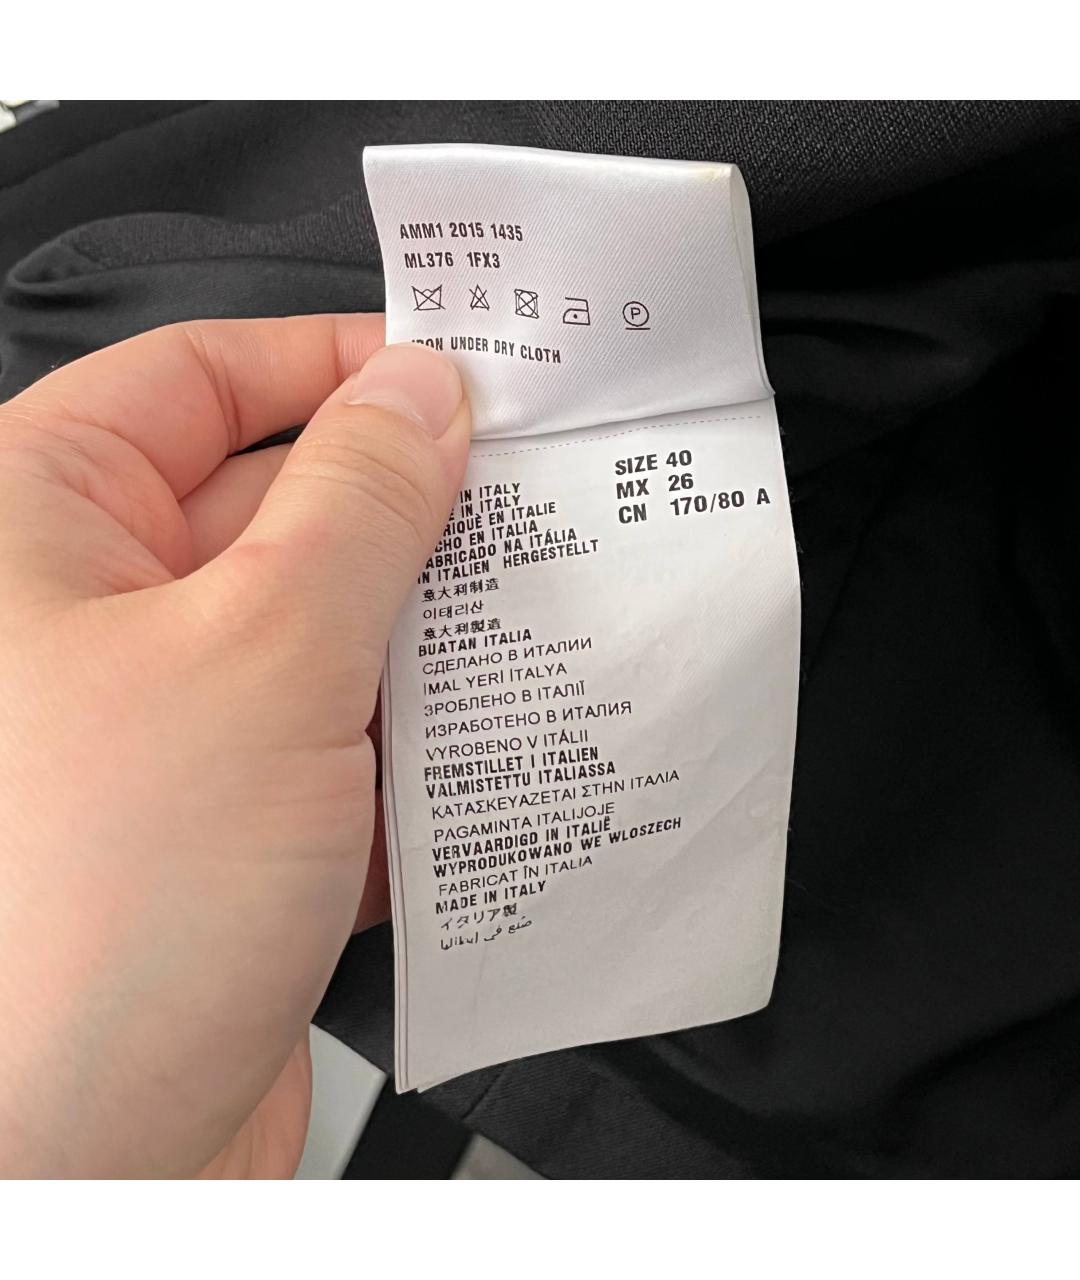 AMM1 2015 1435
ML376 1FX3
P
UNDER DRY CLOTH
SIZE 40
MX 26
CN 170/80 A
IN ITALY
IN ITALY
EN ITALIE
EN ITALIA
NA ITÁLIA
ITALIEN HERGESTELLT
意大利制造
이태리산
意大利製造
BUATAN ITALIA
СДЕЛАНО В ИТАЛИИ
İMAL YERİ İTALYA
ЗРОБЛЕНО В ІТАЛІЇ
ИЗРАБОТЕНО В ИТАЛИЯ
VYROBENO V ITÁLII
FREMSTILLET I ITALIEN
VALMISTETTU ITALIASSA
ΚΑΤΑΣΚΕΥΑΖΕΤΑΙ ΣΤΗΝ ΙΤΑΛΙΑ
PAGAMINTA ITALIJOJE
VERVAARDIGD IN ITALIË
WYPRODUKOWANO WE WLOSZECH
FABRICAT ÎN ITALIA
MADE IN ITALY
イタリア製
صنع في إيطاليا